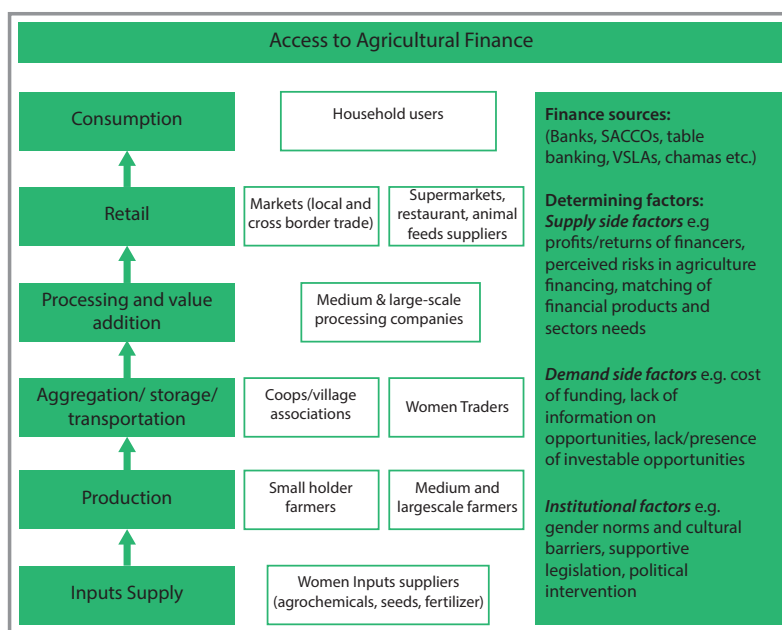 Access to Agricultural Finance
Consumption
Household users
Retail
Markets (local and
cross border trade)
Supermarkets,
restaurant, animal
feeds suppliers
Processing and value
addition
Medium & large-scale
processing companies
Aggregation/ storage/
transportation
Coops/village
associations
Women Traders
Production
Small holder
farmers
Medium and
largescale farmers
Inputs Supply
Women Inputs suppliers
(agrochemicals, seeds, fertilizer)
Finance sources:
(Banks, SACCOs, table
banking, VSLAs, chamas etc.)
Determining factors:
Supply side factors e.g
profits/returns of financers,
perceived risks in agriculture
financing, matching of
financial products and
sectors needs
Demand side factors e.g. cost
of funding, lack of
information on
opportunities, lack/presence
of investable opportunities
Institutional factors e.g.
gender norms and cultural
barriers, supportive
legislation, political
intervention